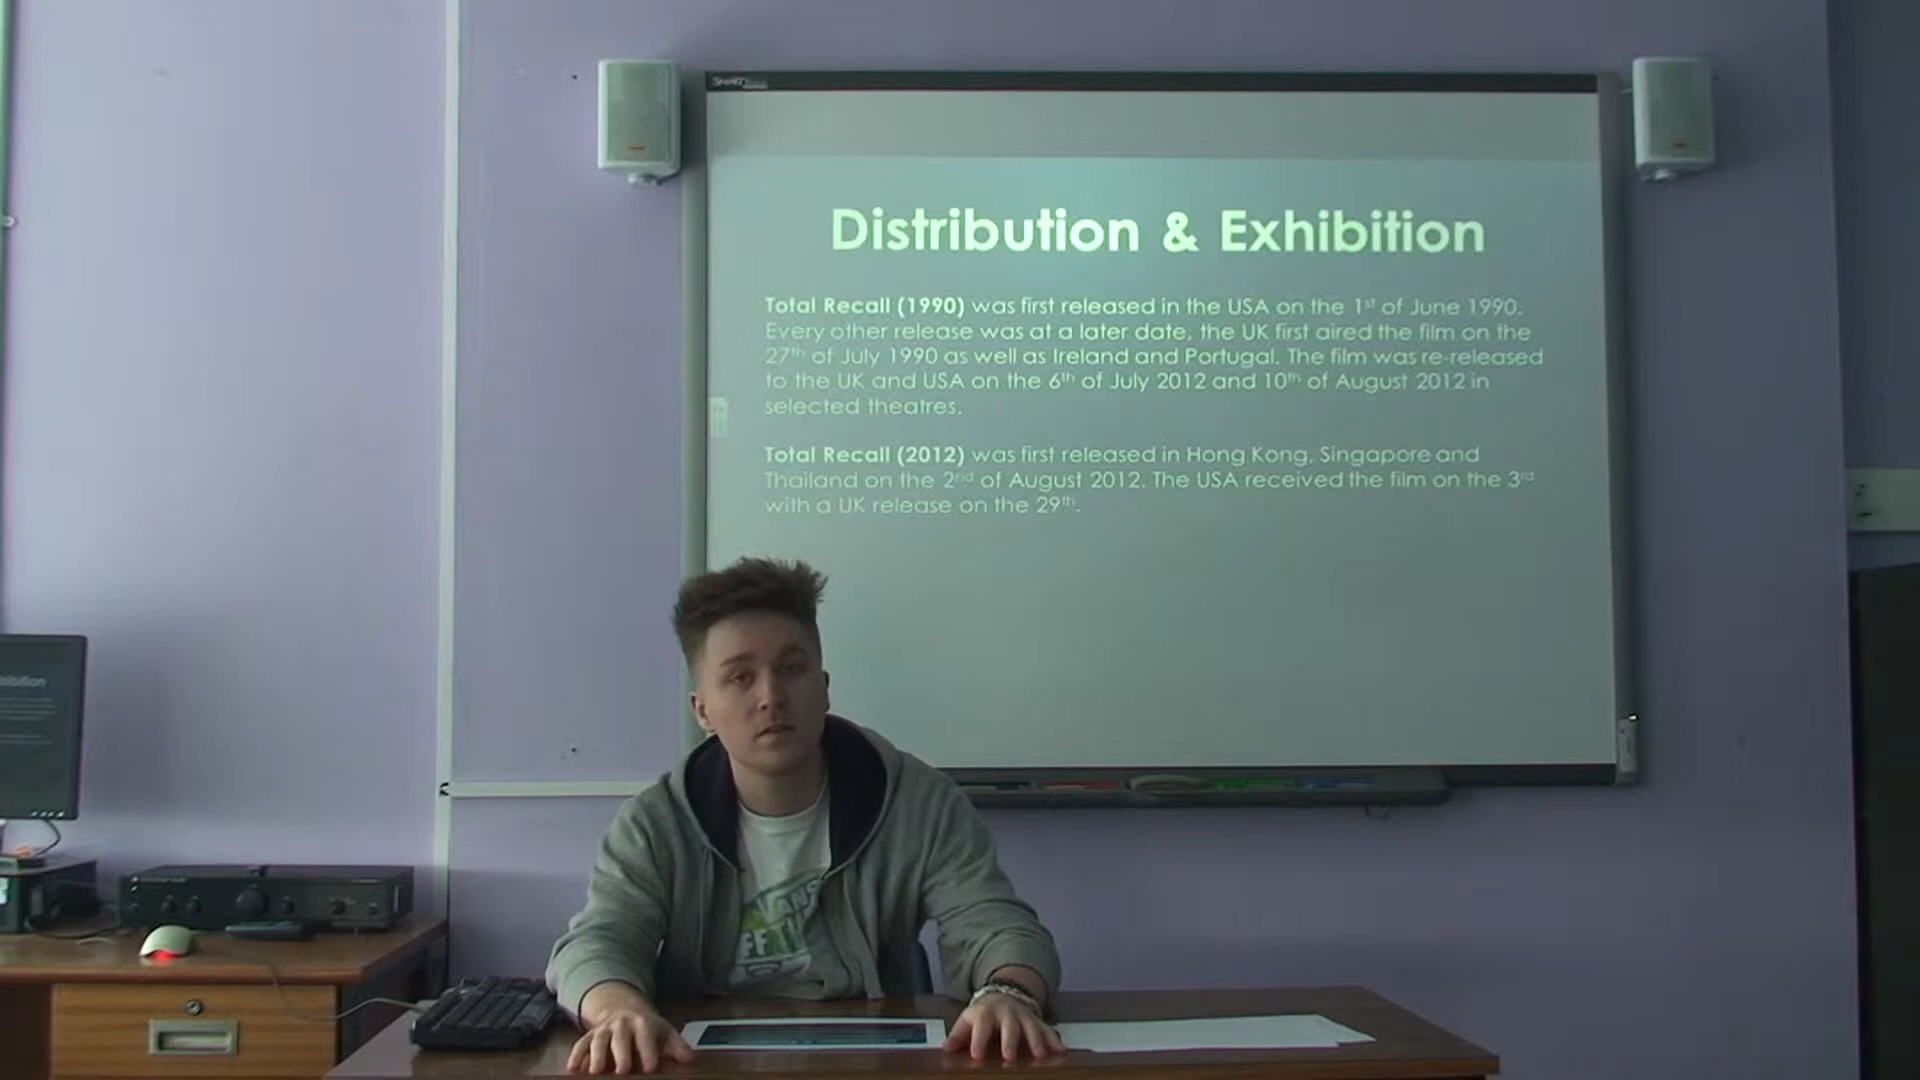 SMART
Distribution & Exhibition
Total Recall (1990) was first released in the USA on the 1st of June 1990.
Every other release was at a later date, the UK first aired the film on the
27th of July 1990 as well as Ireland and Portugal. The film was re-released
to the UK and USA on the 6th of July 2012 and 10th of August 2012 in
selected theatres.
Total Recall (2012) was first released in Hong Kong, Singapore and
Thailand on the 2nd of August 2012. The USA received the film on the 3rd
with a UK release on the 29th.
VANS
OFF THE